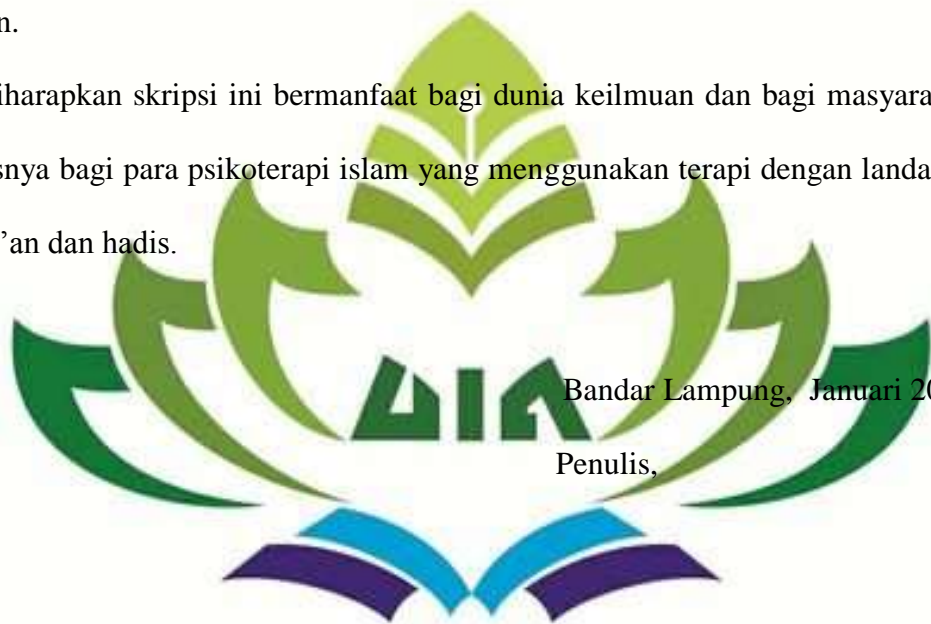 n.
iharapkan skripsi ini bermanfaat bagi dunia keilmuan dan bagi masyara
snya bagi para psikoterapi islam yang menggunakan terapi dengan landa
'an dan hadis.
UIN
Bandar Lampung, Januari 20
Penulis,